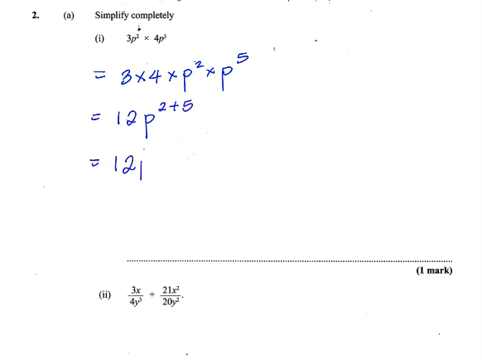 2. (a) Simplify completely
(i) 3p² × 4p⁵
= 3 × 4 × p² × p⁵
= 12p²⁺⁵
= 12
(1 mark)
(ii) 3x/4y³ ÷ 21x²/20y².